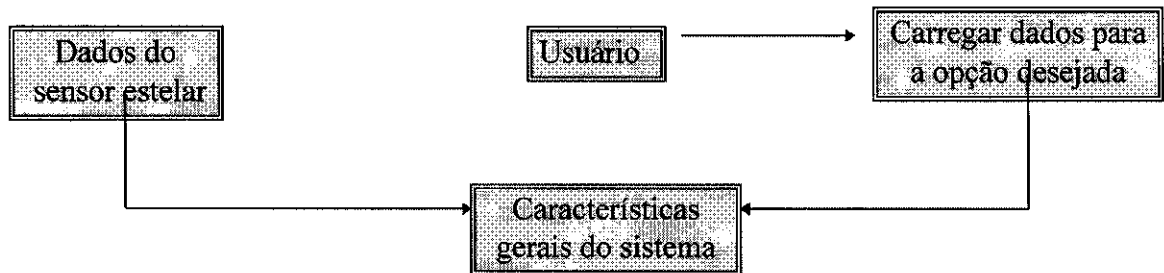 Dados do
sensor estelar
Usuário
Carregar dados para
a opção desejada
Características
gerais do sistema